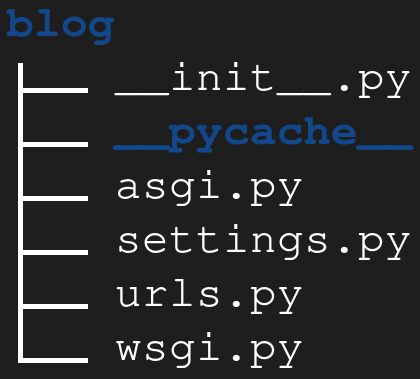 blog
__init__.py
__pycache__
asgi.py
settings.py
urls.py
wsgi.py